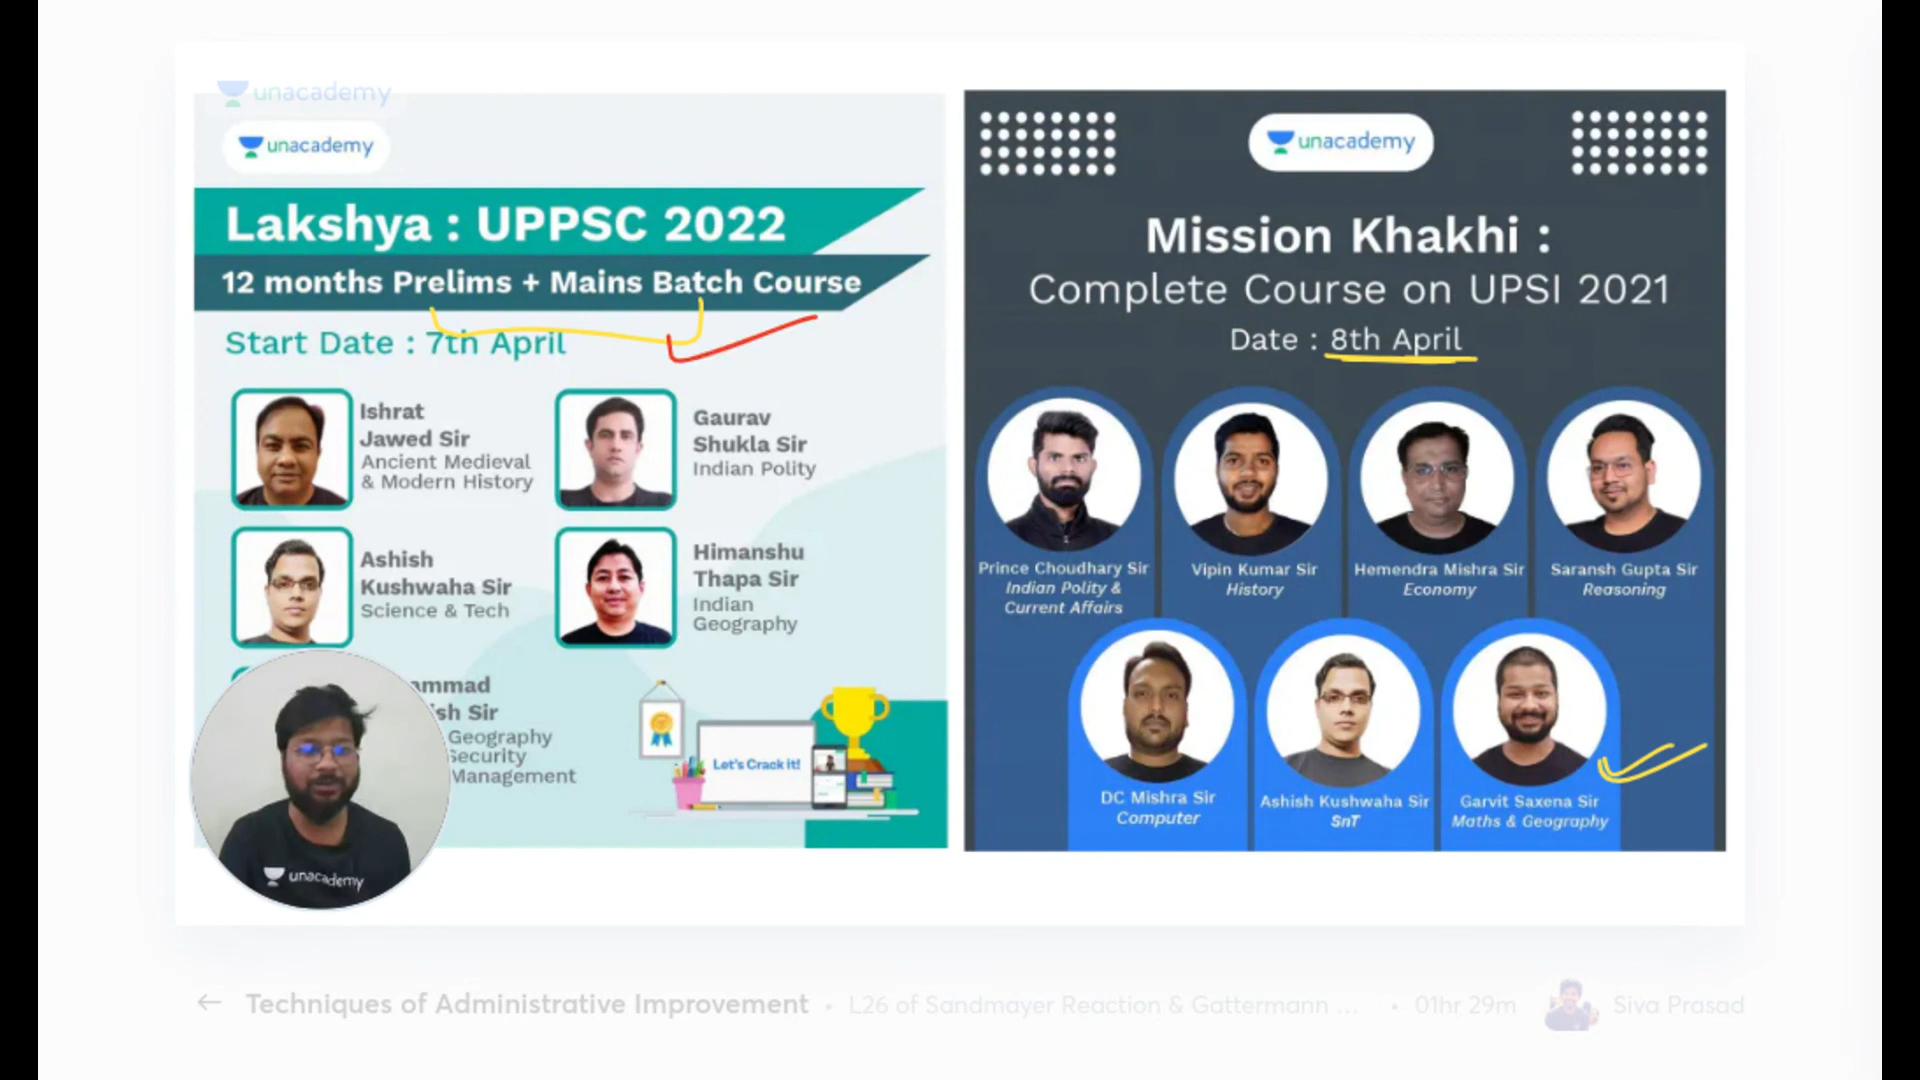 unacademy
unacademy
Lakshya : UPPSC 2022
12 months Prelims + Mains Batch Course
Start Date : 7th April
Ishrat
Jawed Sir
Ancient Medieval
& Modern History
Gaurav
Shukla Sir
Indian Polity
Ashish
Kushwaha Sir
Science & Tech
Himanshu
Thapa Sir
Indian
Geography
ammad
ish Sir
Geography
Security
Management
Let's Crack it!
unacademy
unacademy
Mission Khakhi :
Complete Course on UPSI 2021
Date : 8th April
Prince Choudhary Sir
Indian Polity &
Current Affairs
Vipin Kumar Sir
History
Hemendra Mishra Sir
Economy
Saransh Gupta Sir
Reasoning
DC Mishra Sir
Computer
Ashish Kushwaha Sir
SnT
Garvit Saxena Sir
Maths & Geography
Techniques of Administrative Improvement • L26 of Sandmayer Reaction & Gattermann ... • 01hr 29m Siva Prasad